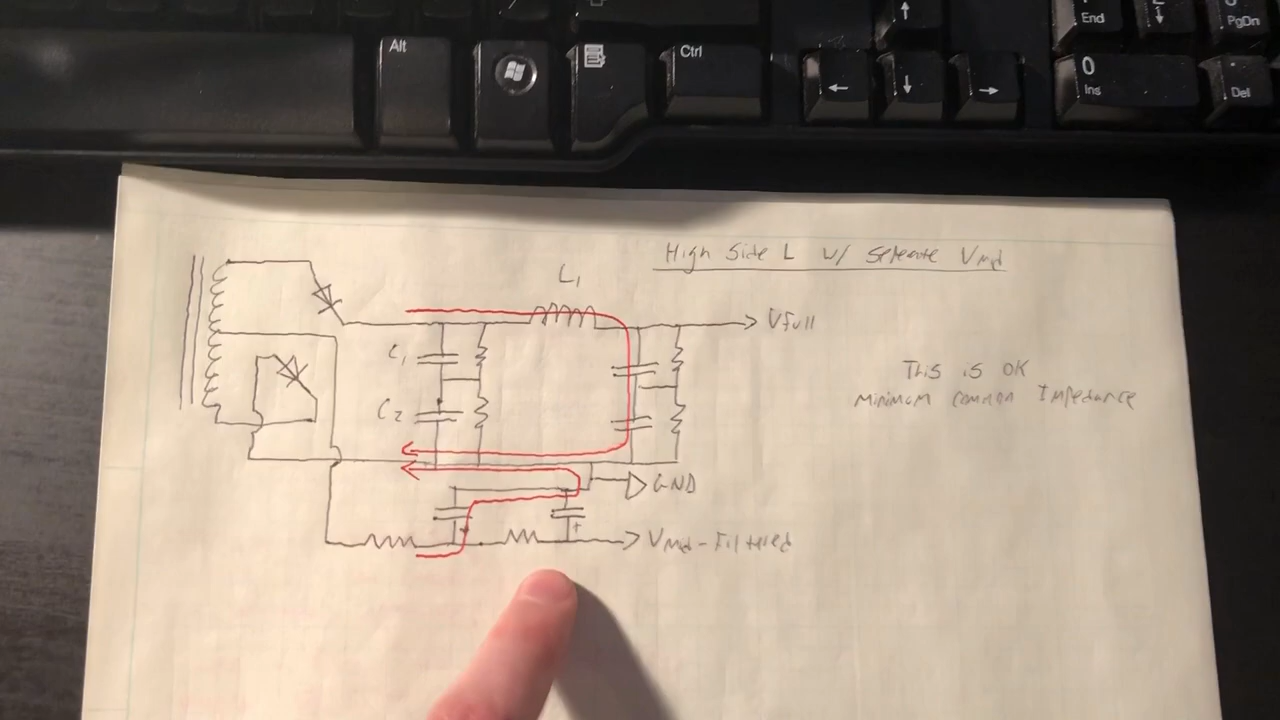 End
PgDn
Alt
Ctrl
0
Ins
Del
High Side L w/ Seperate Vmid
L1
Vfull
C1
This is OK
Minimum common Impedance
C2
GND
+
Vmid-Filtered